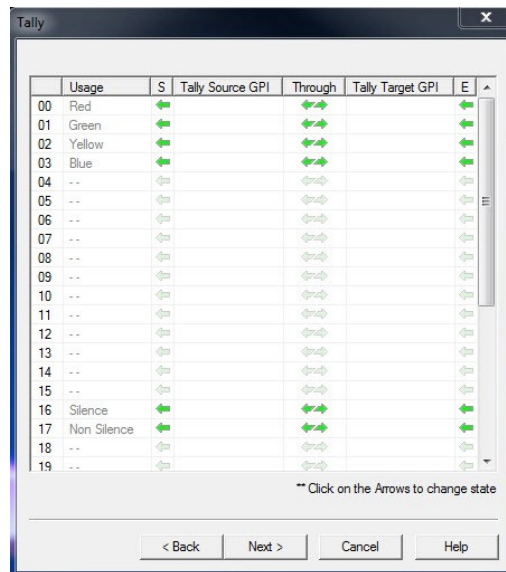 Tally
Usage S Tally Source GPI Through Tally Target GPI E
00 Red
01 Green
02 Yellow
03 Blue
04 --
05 --
06 --
07 --
08 --
09 --
10 --
11 --
12 --
13 --
14 --
15 --
16 Silence
17 Non Silence
18 --
19 --
** Click on the Arrows to change state
< Back Next > Cancel Help